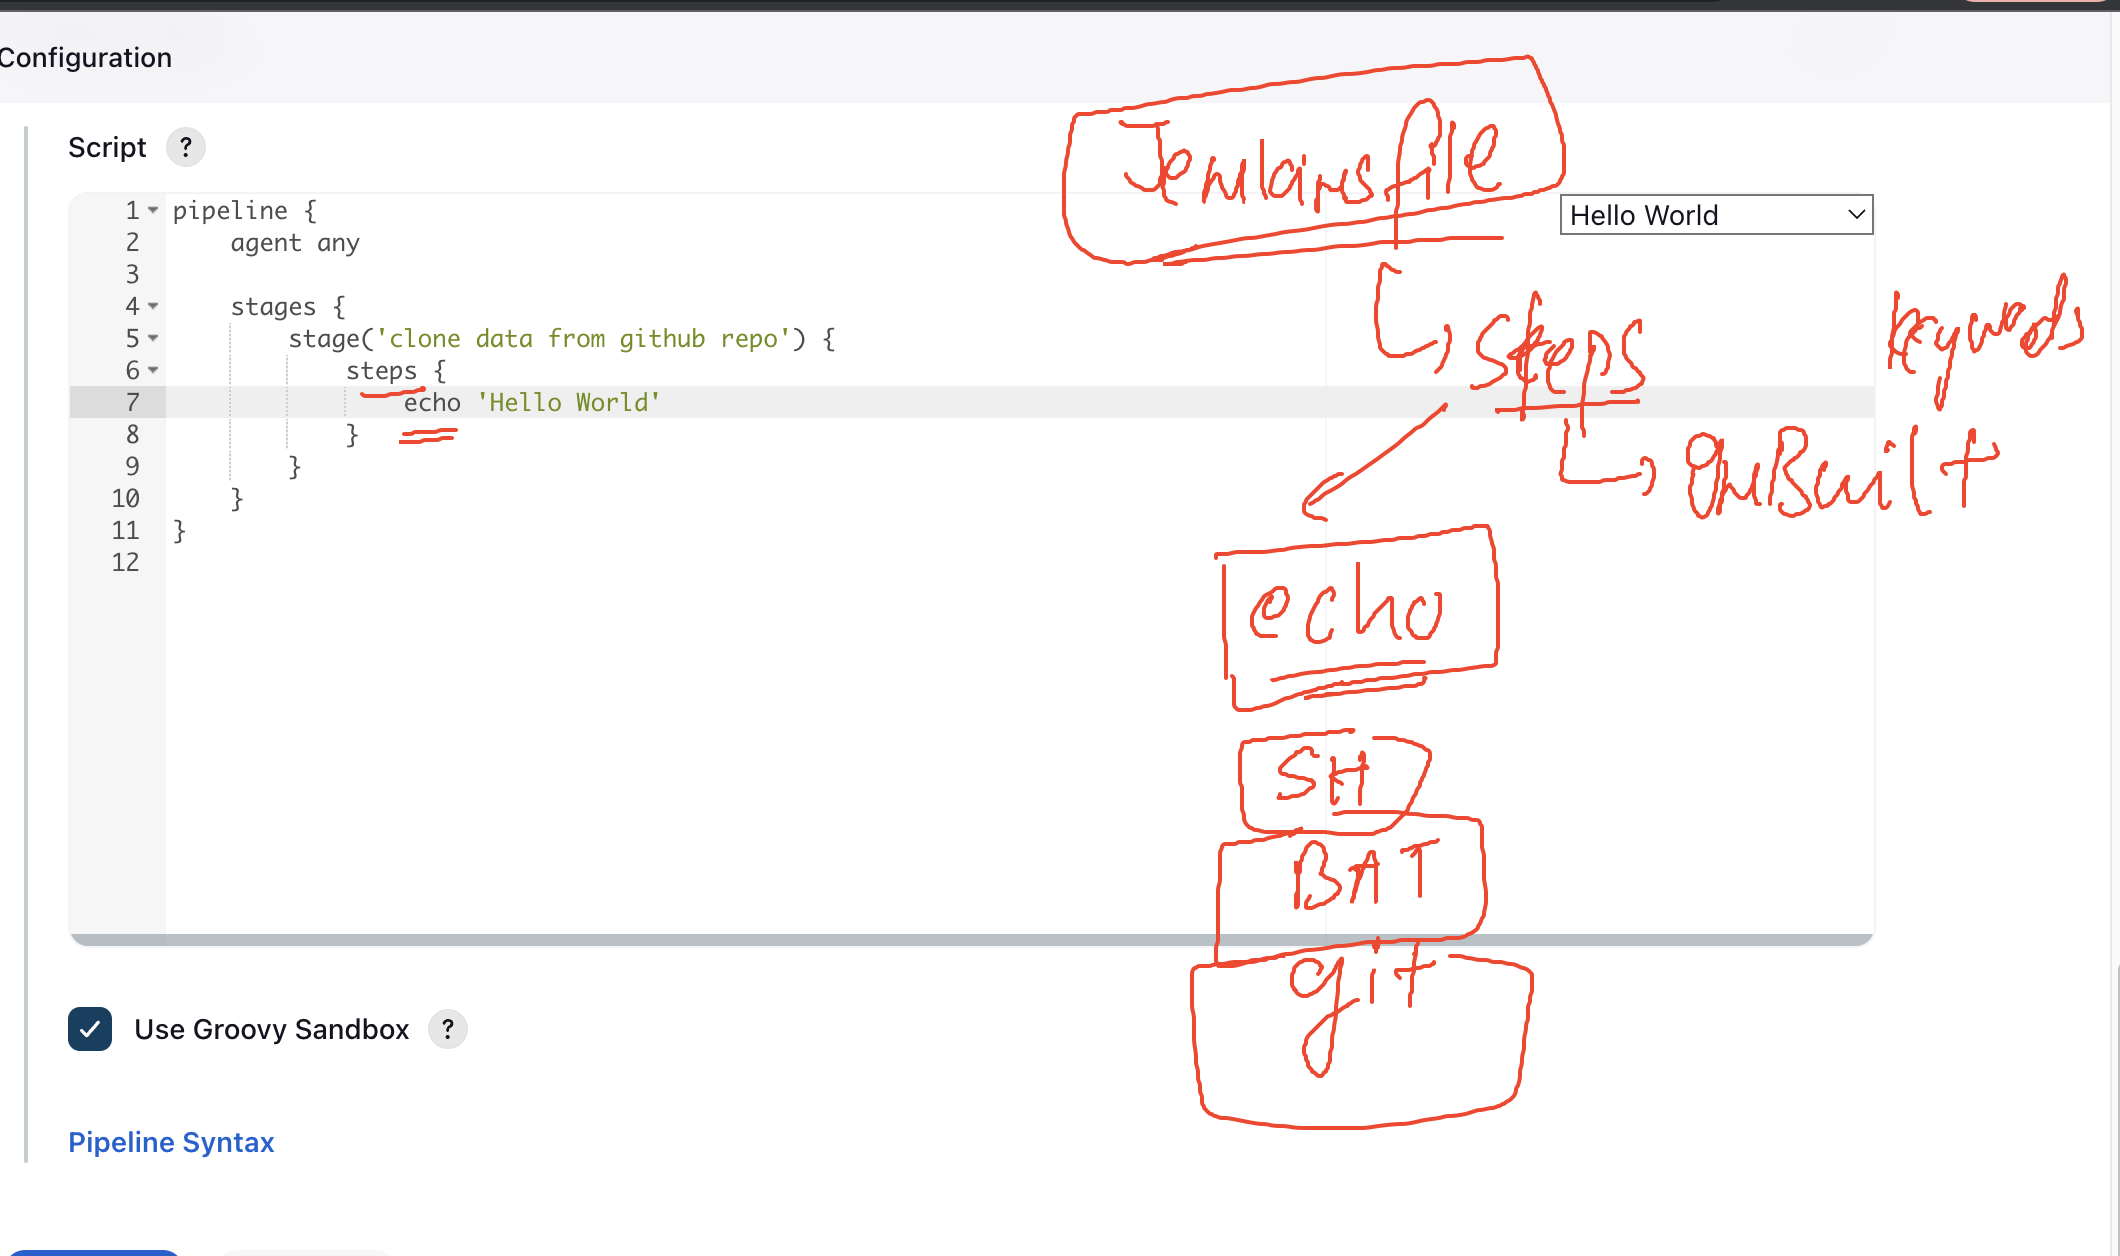 Configuration
Script ?
1 pipeline {
2     agent any
3
4     stages {
5         stage('clone data from github repo') {
6             steps {
7                 echo 'Hello World'
8             }
9         }
10     }
11 }
12
Hello World
Jenkinsfile
steps
keywords
InBuilt
echo
SH
BAT
git
Use Groovy Sandbox ?
Pipeline Syntax